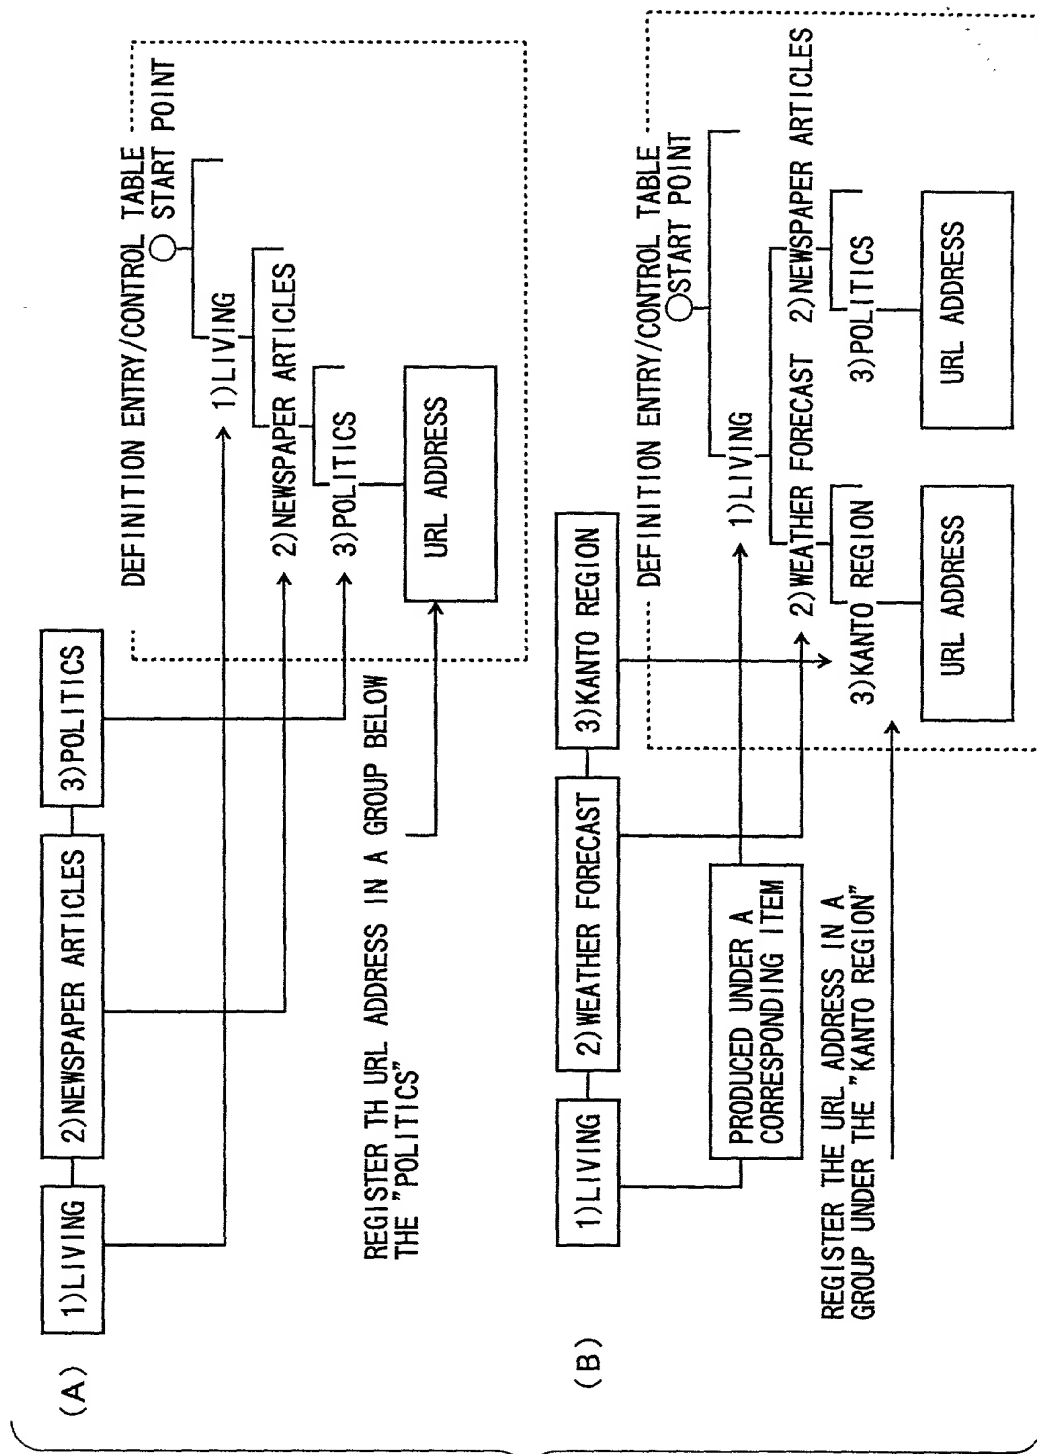 (A)
1)LIVING
2)NEWSPAPER ARTICLES
3)POLITICS
DEFINITION ENTRY/CONTROL TABLE
START POINT
1)LIVING
2)NEWSPAPER ARTICLES
3)POLITICS
URL ADDRESS
REGISTER TH URL ADDRESS IN A GROUP BELOW
THE "POLITICS"
(B)
1)LIVING
2)WEATHER FORECAST
3)KANTO REGION
DEFINITION ENTRY/CONTROL TABLE
START POINT
PRODUCED UNDER A
CORRESPONDING ITEM
1)LIVING
2)WEATHER FORECAST
2)NEWSPAPER ARTICLES
3)KANTO REGION
3)POLITICS
URL ADDRESS
URL ADDRESS
REGISTER THE URL ADDRESS IN A
GROUP UNDER THE "KANTO REGION"